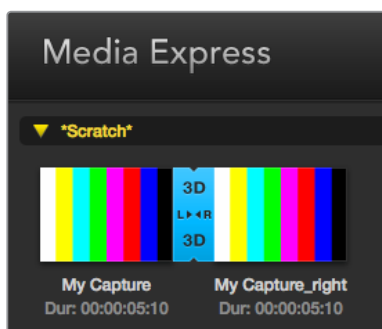 Media Express
*Scratch*
3D
L R
3D
My Capture
My Capture_right
Dur: 00:00:05:10
Dur: 00:00:05:10